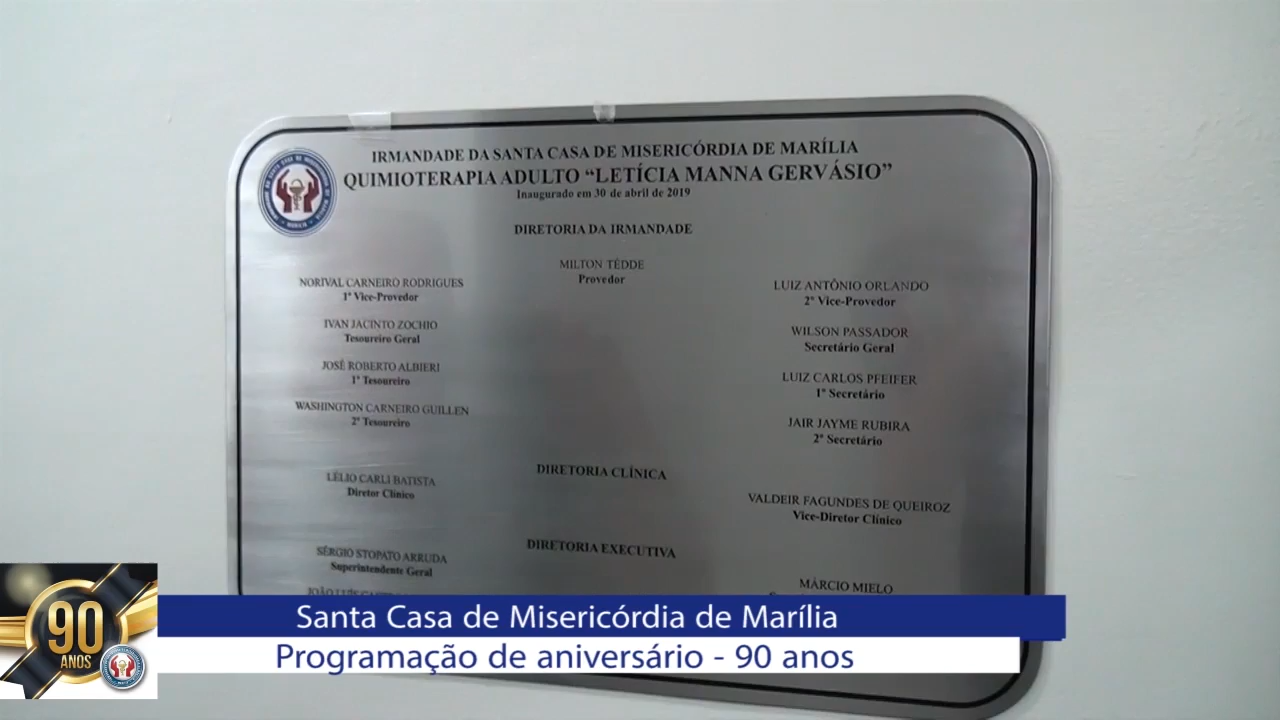 IRMANDADE DA SANTA CASA DE MISERICÓRDIA DE MARÍLIA
QUIMIOTERAPIA ADULTO “LETÍCIA MANNA GERVÁSIO”
Inaugurado em 30 de abril de 2019
DIRETORIA DA IRMANDADE
MILTON TÉDDE
Provedor
NORIVAL CARNEIRO RODRIGUES
1º Vice-Provedor
LUIZ ANTÔNIO ORLANDO
2º Vice-Provedor
IVAN JACINTO ZOCHIO
Tesoureiro Geral
WILSON PASSADOR
Secretário Geral
JOSÉ ROBERTO ALBIERI
1º Tesoureiro
LUIZ CARLOS PFEIFER
1º Secretário
WASHINGTON CARNEIRO GUILLEN
2º Tesoureiro
JAIR JAYME RUBIRA
2º Secretário
DIRETORIA CLÍNICA
LÉLIO CARLI BATISTA
Diretor Clínico
VALDEIR FAGUNDES DE QUEIROZ
Vice-Diretor Clínico
DIRETORIA EXECUTIVA
SÉRGIO STOPATO ARRUDA
Superintendente Geral
MÁRCIO MIELO
JOÃO LUÍS
90
ANOS
Santa Casa de Misericórdia de Marília
Programação de aniversário - 90 anos